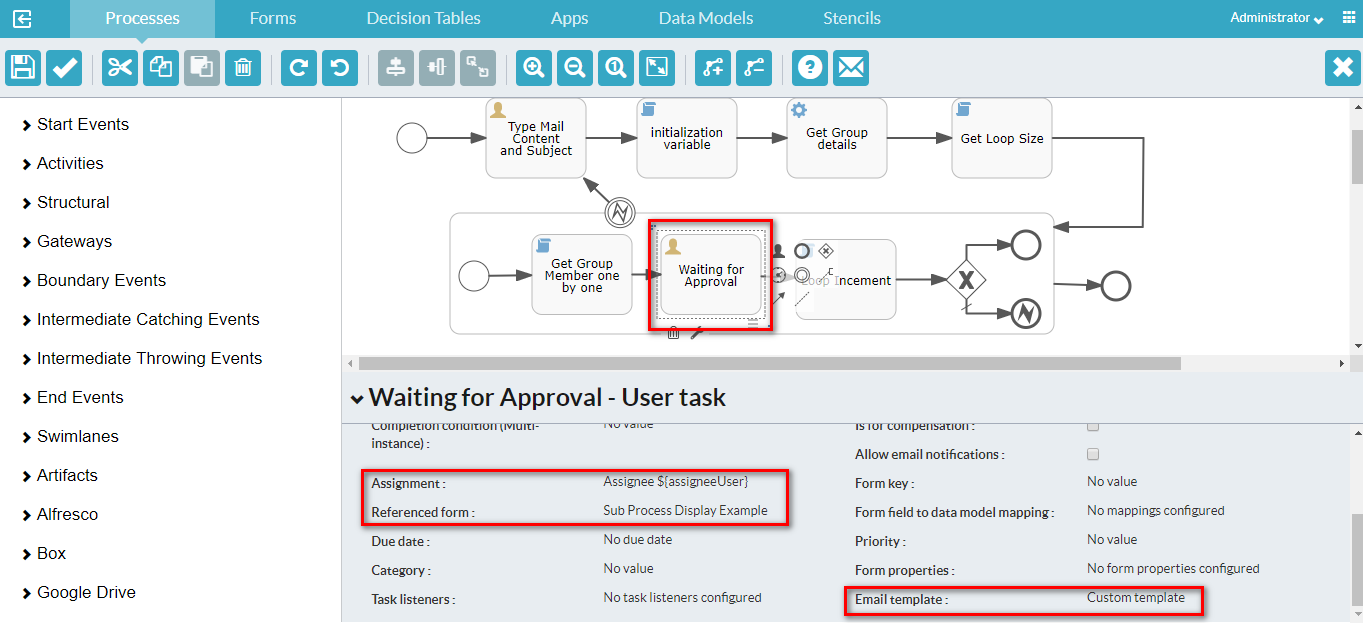 Processes
Forms
Decision Tables
Apps
Data Models
Stencils
Administrator
Start Events
Activities
Structural
Gateways
Boundary Events
Intermediate Catching Events
Intermediate Throwing Events
End Events
Swimlanes
Artifacts
Alfresco
Box
Google Drive
Type Mail
Content
and Subject
initialization
variable
Get Group
details
Get Loop Size
Get Group
Member one
by one
Waiting for
Approval
Loop Increment
X
Waiting for Approval - User task
Completion condition (Multi-
instance) :
No value
Assignment :
Assignee ${assigneeUser}
Referenced form :
Sub Process Display Example
Due date :
No due date
Category :
No value
Task listeners :
No task listeners configured
Is for compensation :
Allow email notifications :
Form key :
No value
Form field to data model mapping :
No mappings configured
Priority :
No value
Form properties :
No form properties configured
Email template :
Custom template